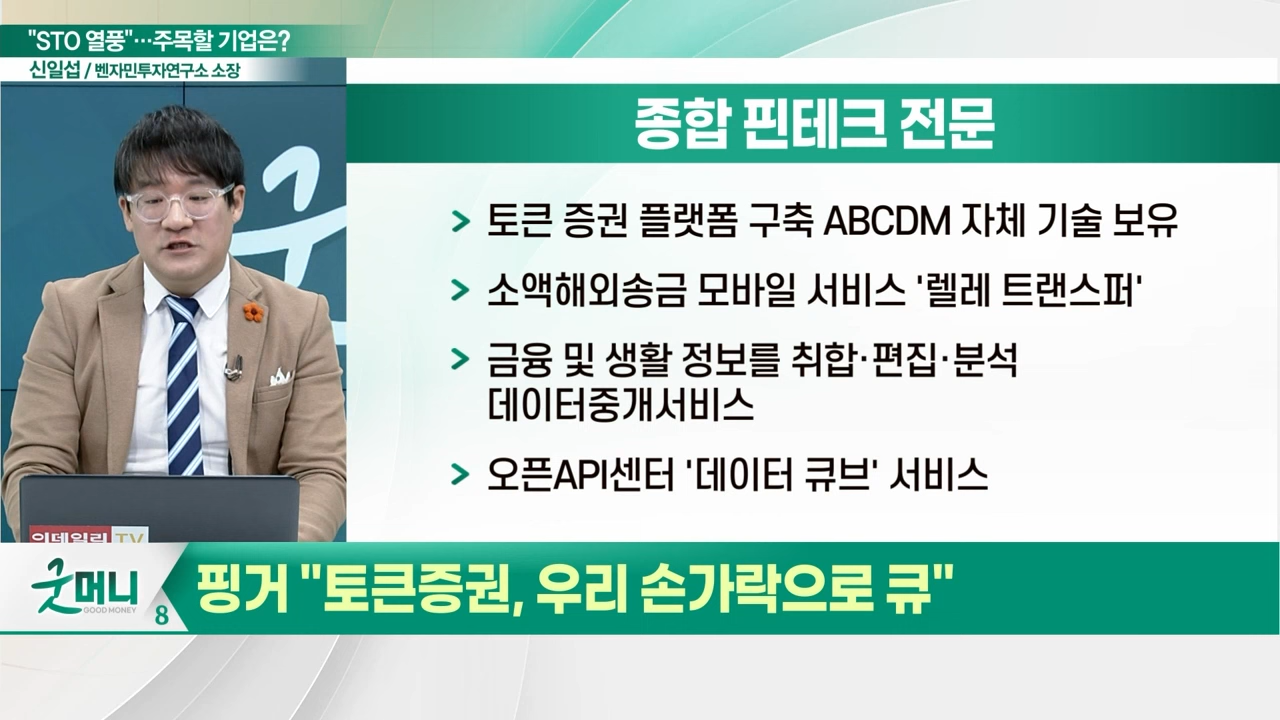 "STO 열풍"…주목할 기업은?
신일섭 / 벤자민투자연구소 소장
종합 핀테크 전문
토큰 증권 플랫폼 구축 ABCDM 자체 기술 보유
소액해외송금 모바일 서비스 '렐레 트랜스퍼'
금융 및 생활 정보를 취합·편집·분석
데이터중개서비스
오픈API센터 '데이터 큐브' 서비스
이데일리 TV
굿머니
GOOD MONEY
8
핑거 "토큰증권, 우리 손가락으로 큐"